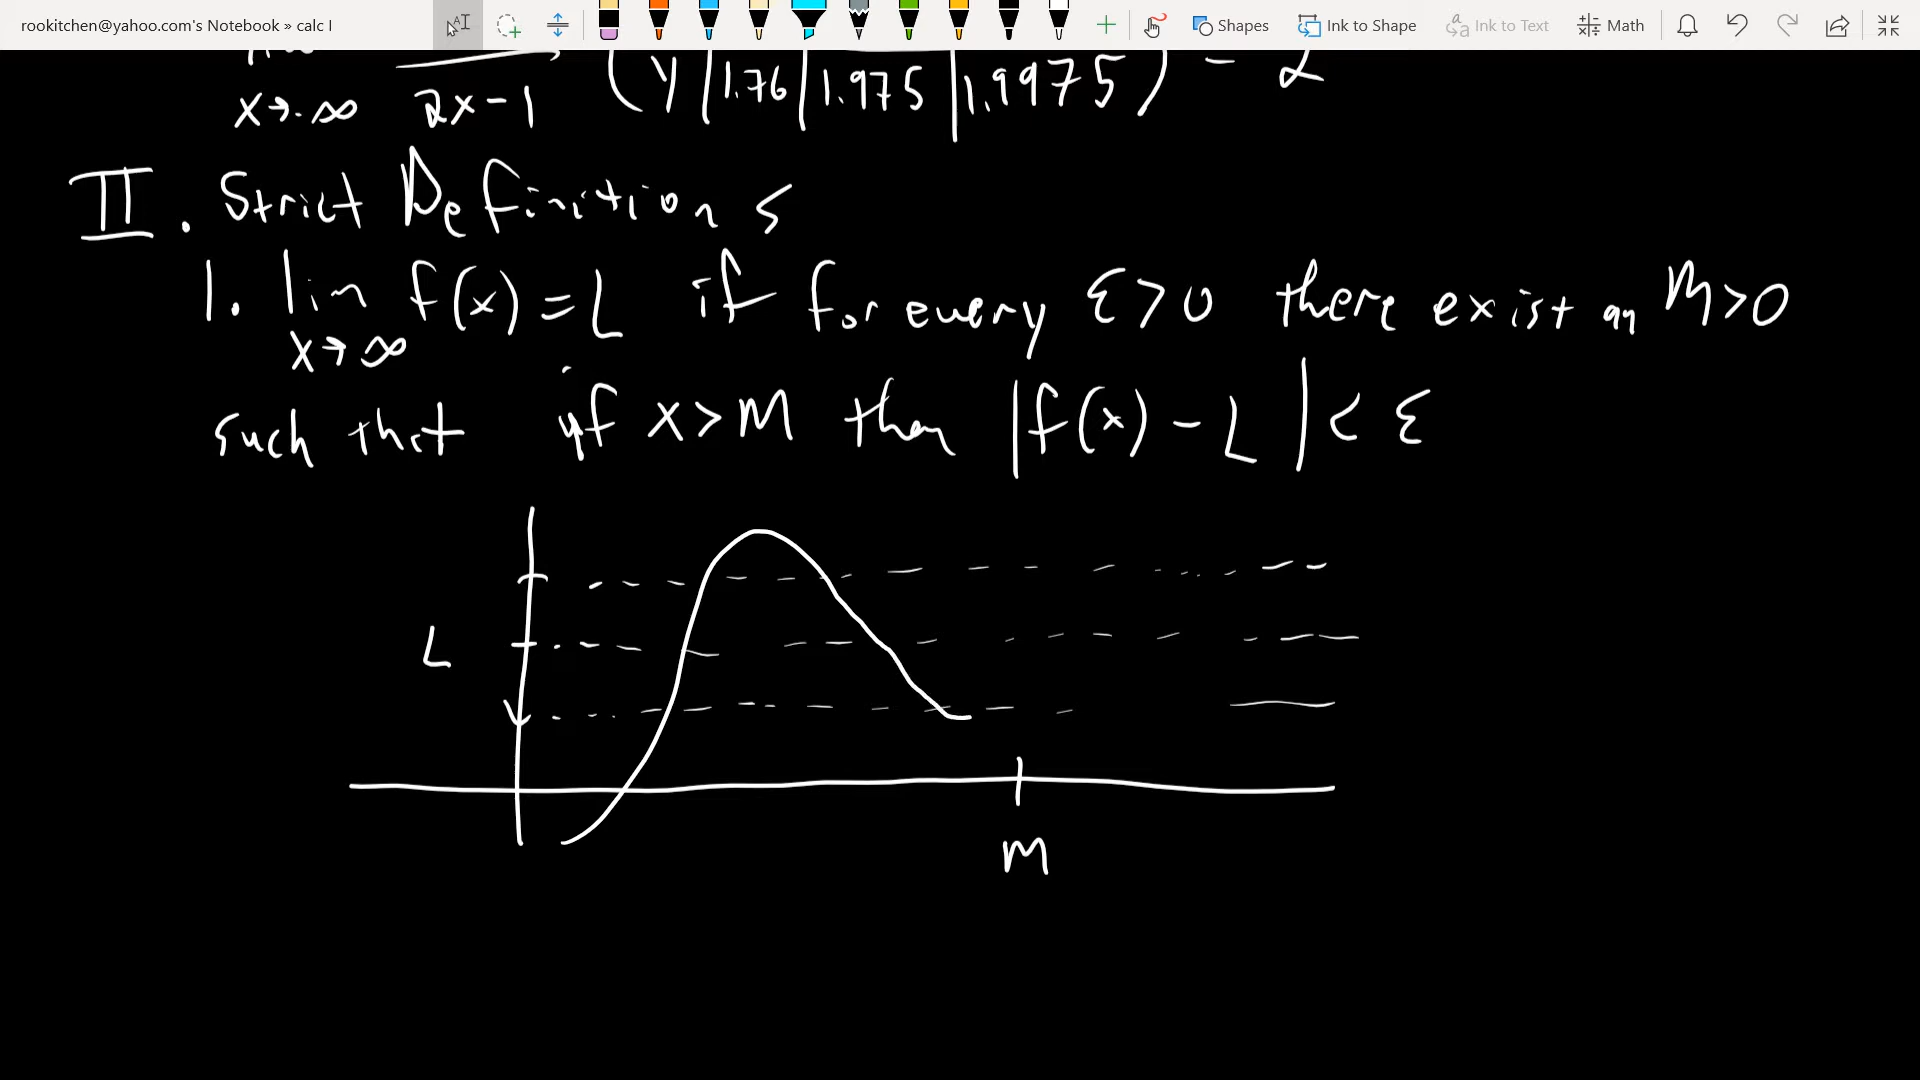 rookitchen@yahoo.com's Notebook » calc I
Shapes Ink to Shape Ink to Text Math
x→-∞ 2x-1 (y|1.76|1.975|1.9975) = 2
II. Strict Definitions
1. lim f(x) = L if for every ε>0 there exist an M>0
x→∞
such that if x>M then |f(x) - L| < ε
L
M